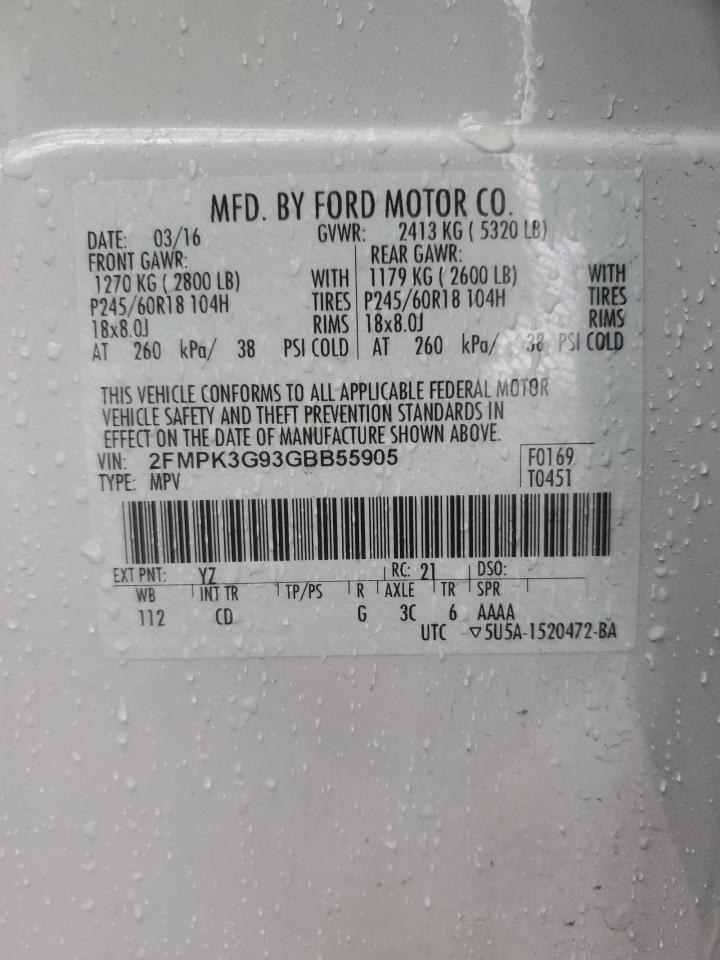 MFD. BY FORD MOTOR CO.
DATE: 03/16 GVWR: 2413 KG ( 5320 LB)
FRONT GAWR: REAR GAWR:
1270 KG ( 2800 LB) WITH 1179 KG ( 2600 LB) WITH
P245/60R18 104H TIRES P245/60R18 104H TIRES
18x8.0J RIMS 18x8.0J RIMS
AT 260 kPa/ 38 PSI COLD AT 260 kPa/ 38 PSI COLD
THIS VEHICLE CONFORMS TO ALL APPLICABLE FEDERAL MOTOR
VEHICLE SAFETY AND THEFT PREVENTION STANDARDS IN
EFFECT ON THE DATE OF MANUFACTURE SHOWN ABOVE.
VIN: 2FMPK3G93GBB55905 F0169
TYPE: MPV T0451
EXT PNT: YZ RC: 21 DSO:
WB INT TR TP/PS R AXLE TR SPR
112 CD G 3C 6 AAAA
UTC ▽5U5A-1520472-BA